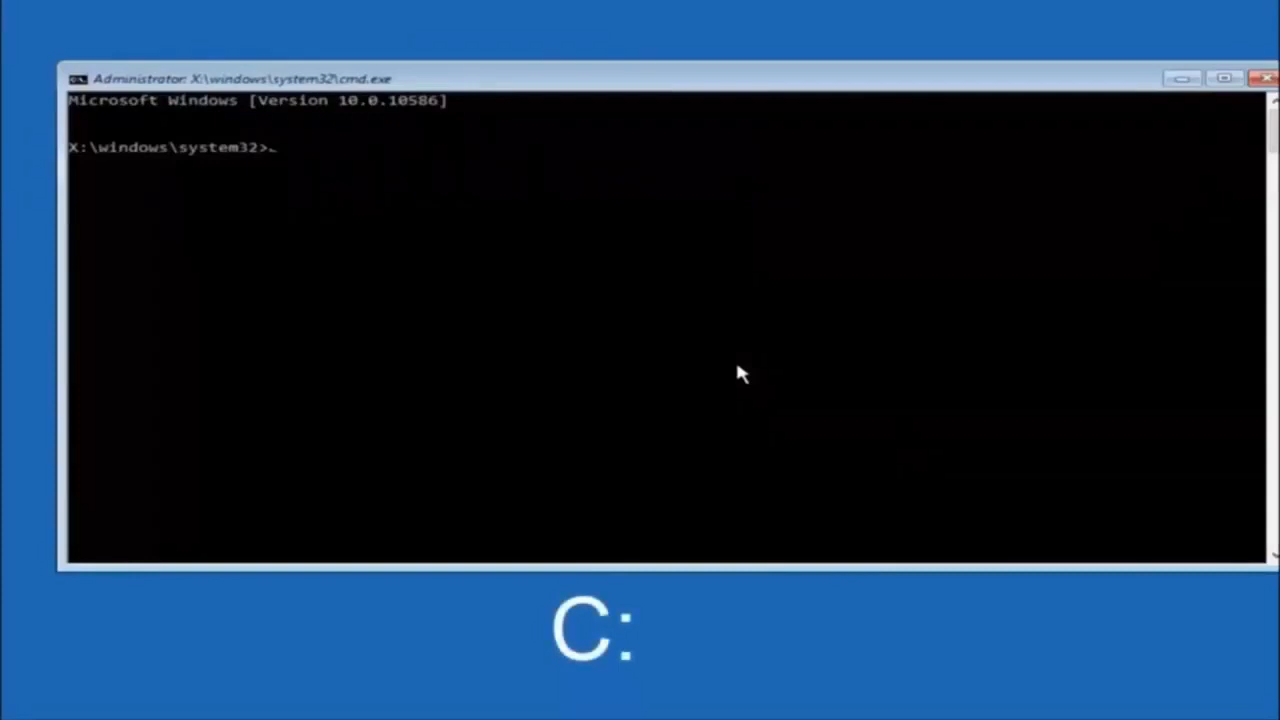 Administrator: X:\windows\system32\cmd.exe
Microsoft Windows [Version 10.0.10586]
X:\windows\system32>
C: